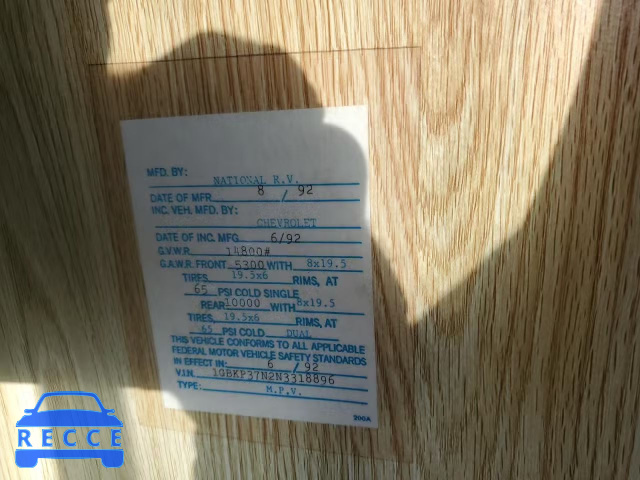 MFD. BY: NATIONAL R.V.
DATE OF MFR 8 / 92
INC. VEH. MFD. BY:
CHEVROLET
DATE OF INC. MFG 6/92
G.V.W.R. 14800#
G.A.W.R. FRONT 5300 WITH 8x19.5
TIRES 19.5x6 RIMS, AT
65 PSI COLD SINGLE
REAR 10000 WITH 8x19.5
TIRES 19.5x6 RIMS, AT
65 PSI COLD DUAL
THIS VEHICLE CONFORMS TO ALL APPLICABLE
FEDERAL MOTOR VEHICLE SAFETY STANDARDS
IN EFFECT IN: 6 / 92
V.I.N. 1GBKP37N2N3318896
TYPE: M.P.V.
200A
RECCE